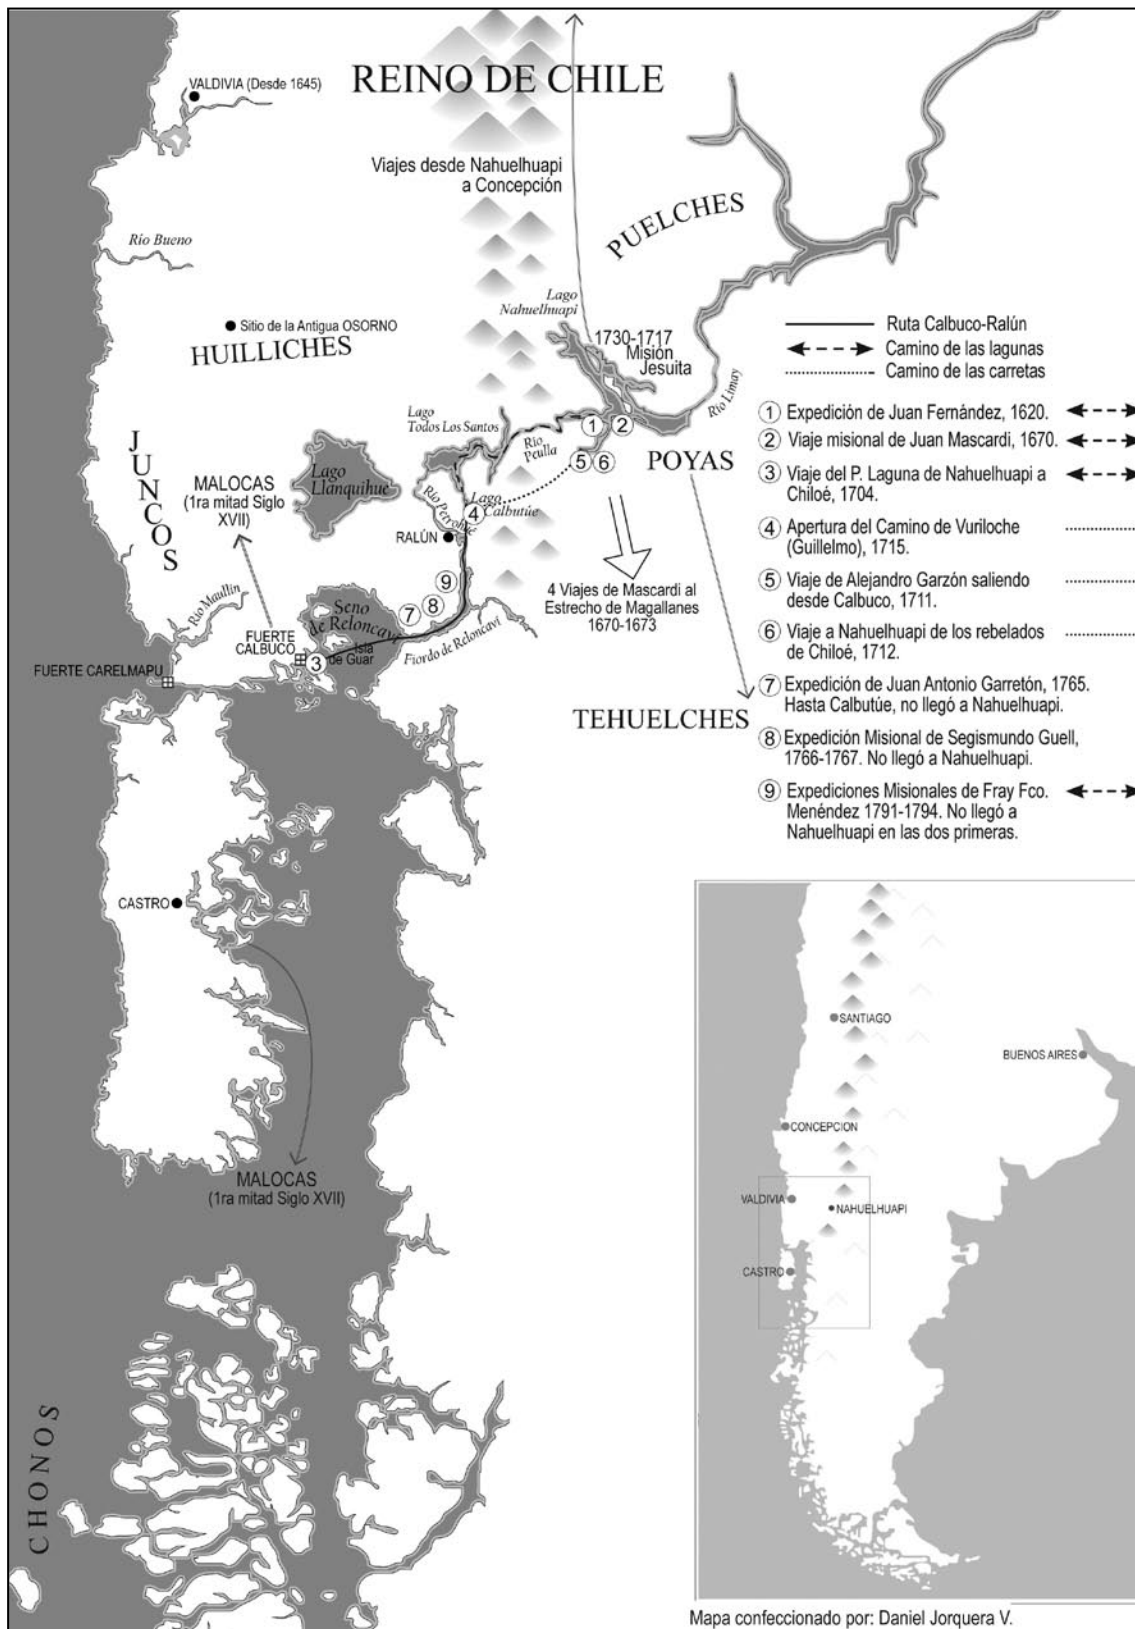 REINO DE CHILE
VALDIVIA (Desde 1645)
Viajes desde Nahuelhuapi
a Concepción
PUELCHES
Río Bueno
Lago
Nahuelhuapi
Sitio de la Antigua OSORNO
HUILLICHES
1730-1717
Misión
Jesuita
Río Limay
Lago
Todos Los Santos
Río
Peulla
POYAS
JUNCOS
MALOCAS
(1ra mitad Siglo
XVII)
Lago
Llanquihue
Río Petrohué
Lago
Calbutúe
RALÚN
4 Viajes de Mascardi al
Estrecho de Magallanes
1670-1673
Río Maullin
Seno
de Reloncaví
Isla
de Guar
Fiordo de Reloncaví
FUERTE
CALBUCO
FUERTE CARELMAPU
TEHUELCHES
1
2
3
4
5
6
7
8
9
3
Ruta Calbuco-Ralún
Camino de las lagunas
Camino de las carretas
1 Expedición de Juan Fernández, 1620.
2 Viaje misional de Juan Mascardi, 1670.
3 Viaje del P. Laguna de Nahuelhuapi a
Chiloé, 1704.
4 Apertura del Camino de Vuriloche
(Guillelmo), 1715.
5 Viaje de Alejandro Garzón saliendo
desde Calbuco, 1711.
6 Viaje a Nahuelhuapi de los rebelados
de Chiloé, 1712.
7 Expedición de Juan Antonio Garretón, 1765.
Hasta Calbutúe, no llegó a Nahuelhuapi.
8 Expedición Misional de Segismundo Guell,
1766-1767. No llegó a Nahuelhuapi.
9 Expediciones Misionales de Fray Fco.
Menéndez 1791-1794. No llegó a
Nahuelhuapi en las dos primeras.
CASTRO
MALOCAS
(1ra mitad Siglo XVII)
CHONOS
SANTIAGO
BUENOS AIRES
CONCEPCION
VALDIVIA
NAHUELHUAPI
CASTRO
Mapa confeccionado por: Daniel Jorquera V.